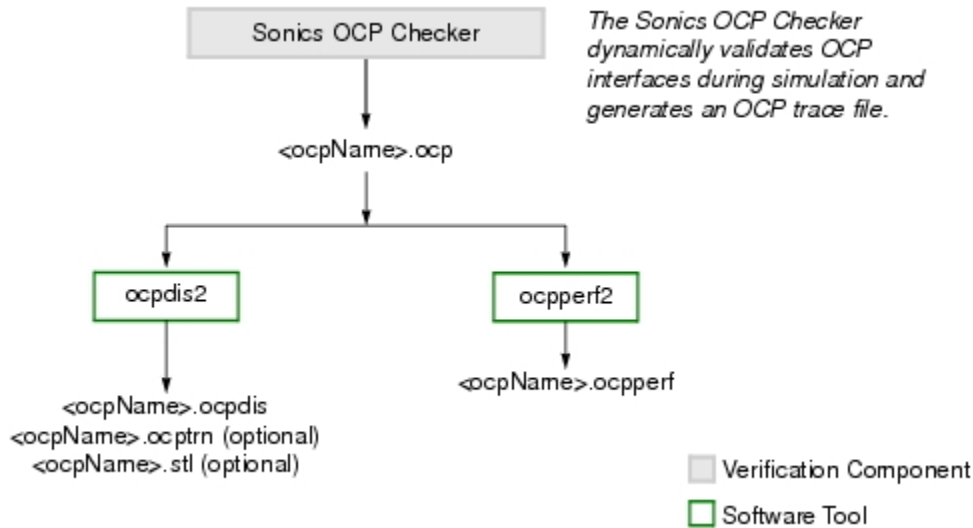 Sonics OCP Checker
The Sonics OCP Checker
dynamically validates OCP
interfaces during simulation and
generates an OCP trace file.
<ocpName>.ocp
ocpdis2
ocpperf2
<ocpName>.ocpperf
<ocpName>.ocpdis
<ocpName>.ocptrn (optional)
<ocpName>.stl (optional)
Verification Component
Software Tool